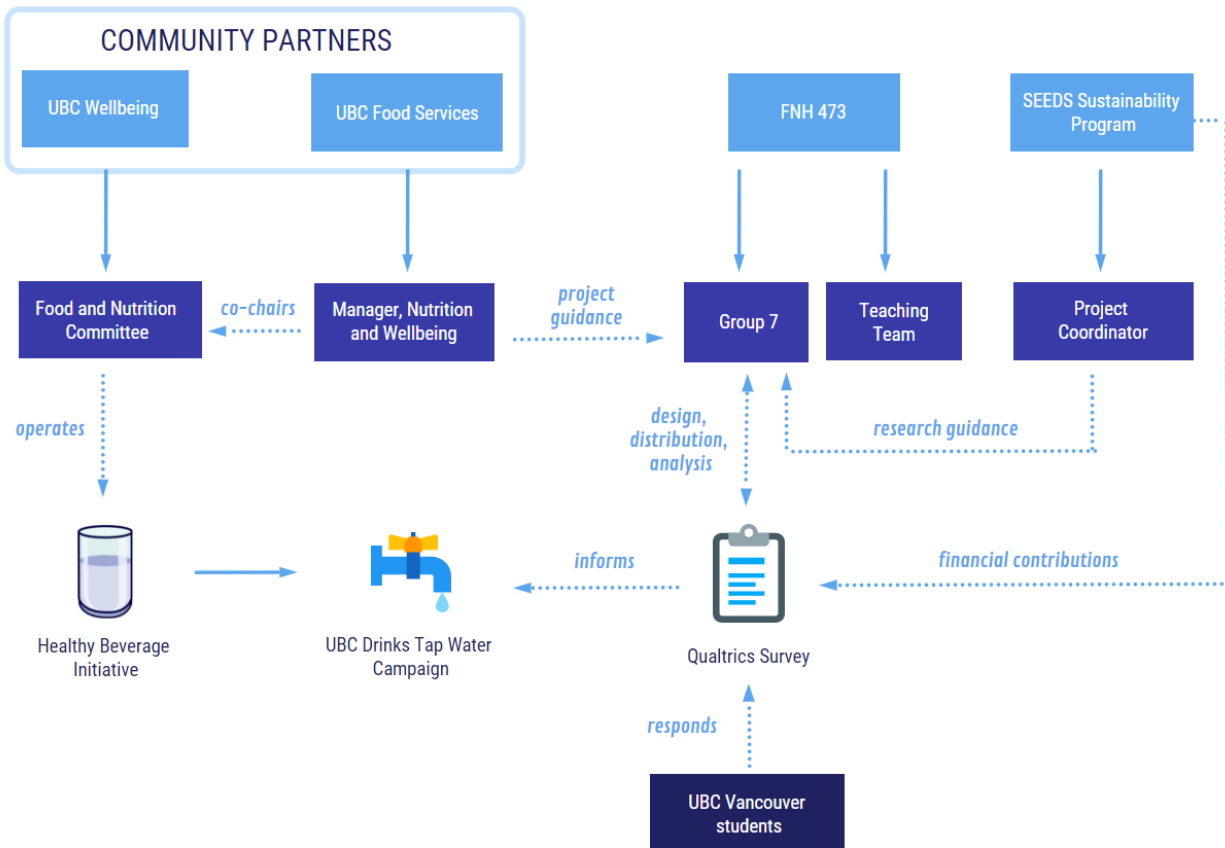 COMMUNITY PARTNERS
UBC Wellbeing
UBC Food Services
FNH 473
SEEDS Sustainability
Program
Food and Nutrition
Committee
co-chairs
Manager, Nutrition
and Wellbeing
project
guidance
Group 7
Teaching
Team
Project
Coordinator
operates
design,
distribution,
analysis
research guidance
informs
financial contributions
Healthy Beverage
Initiative
UBC Drinks Tap Water
Campaign
Qualtrics Survey
responds
UBC Vancouver
students